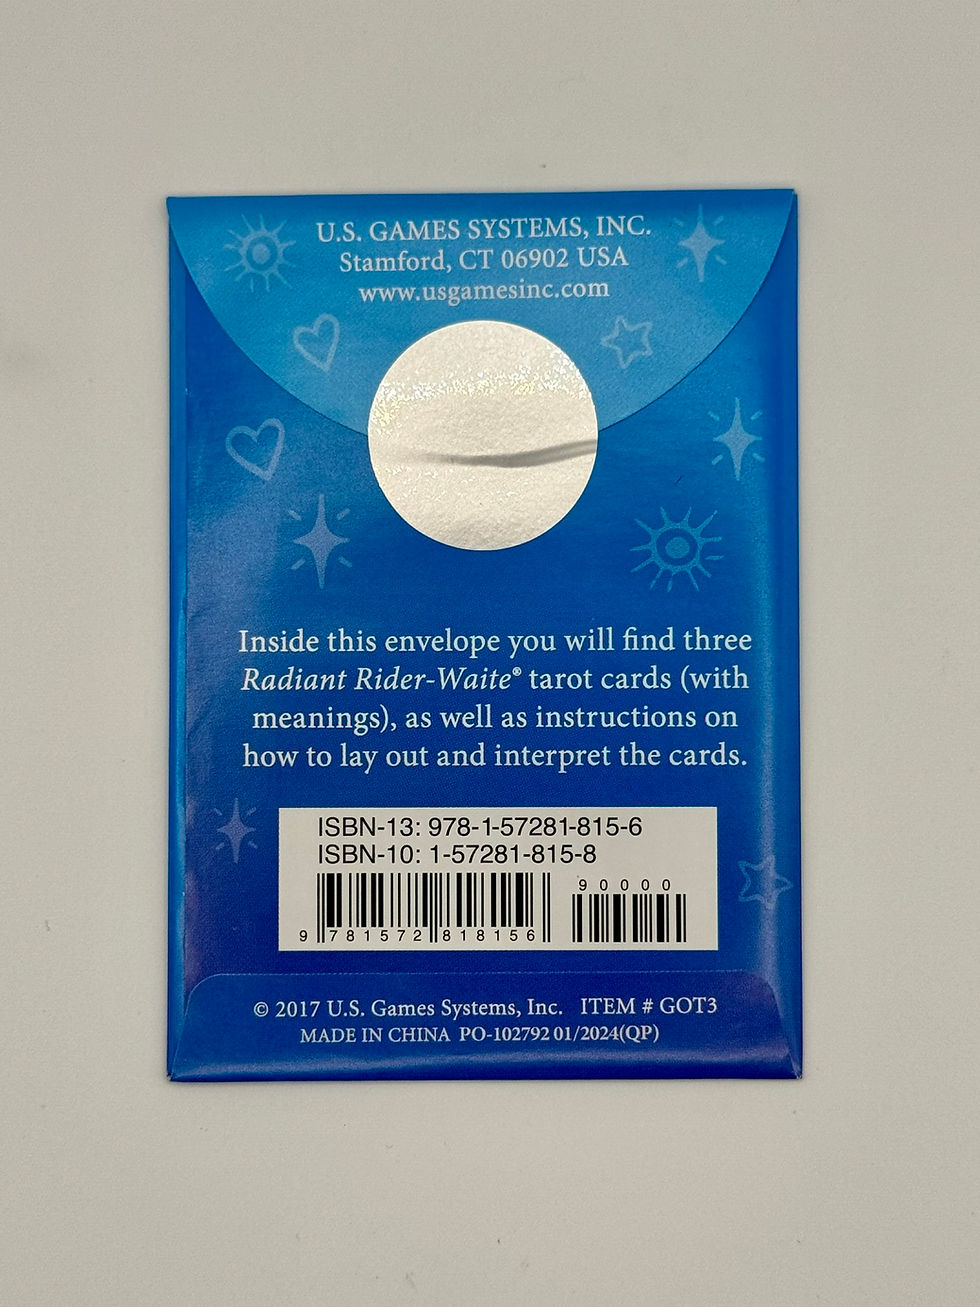 U.S. GAMES SYSTEMS, INC.
Stamford, CT 06902 USA
www.usgamesinc.com
Inside this envelope you will find three
Radiant Rider-Waite® tarot cards (with
meanings), as well as instructions on
how to lay out and interpret the cards.
ISBN-13: 978-1-57281-815-6
ISBN-10: 1-57281-815-8
90000
9 781572 818156
© 2017 U.S. Games Systems, Inc. ITEM # GOT3
MADE IN CHINA PO-102792 01/2024(QP)